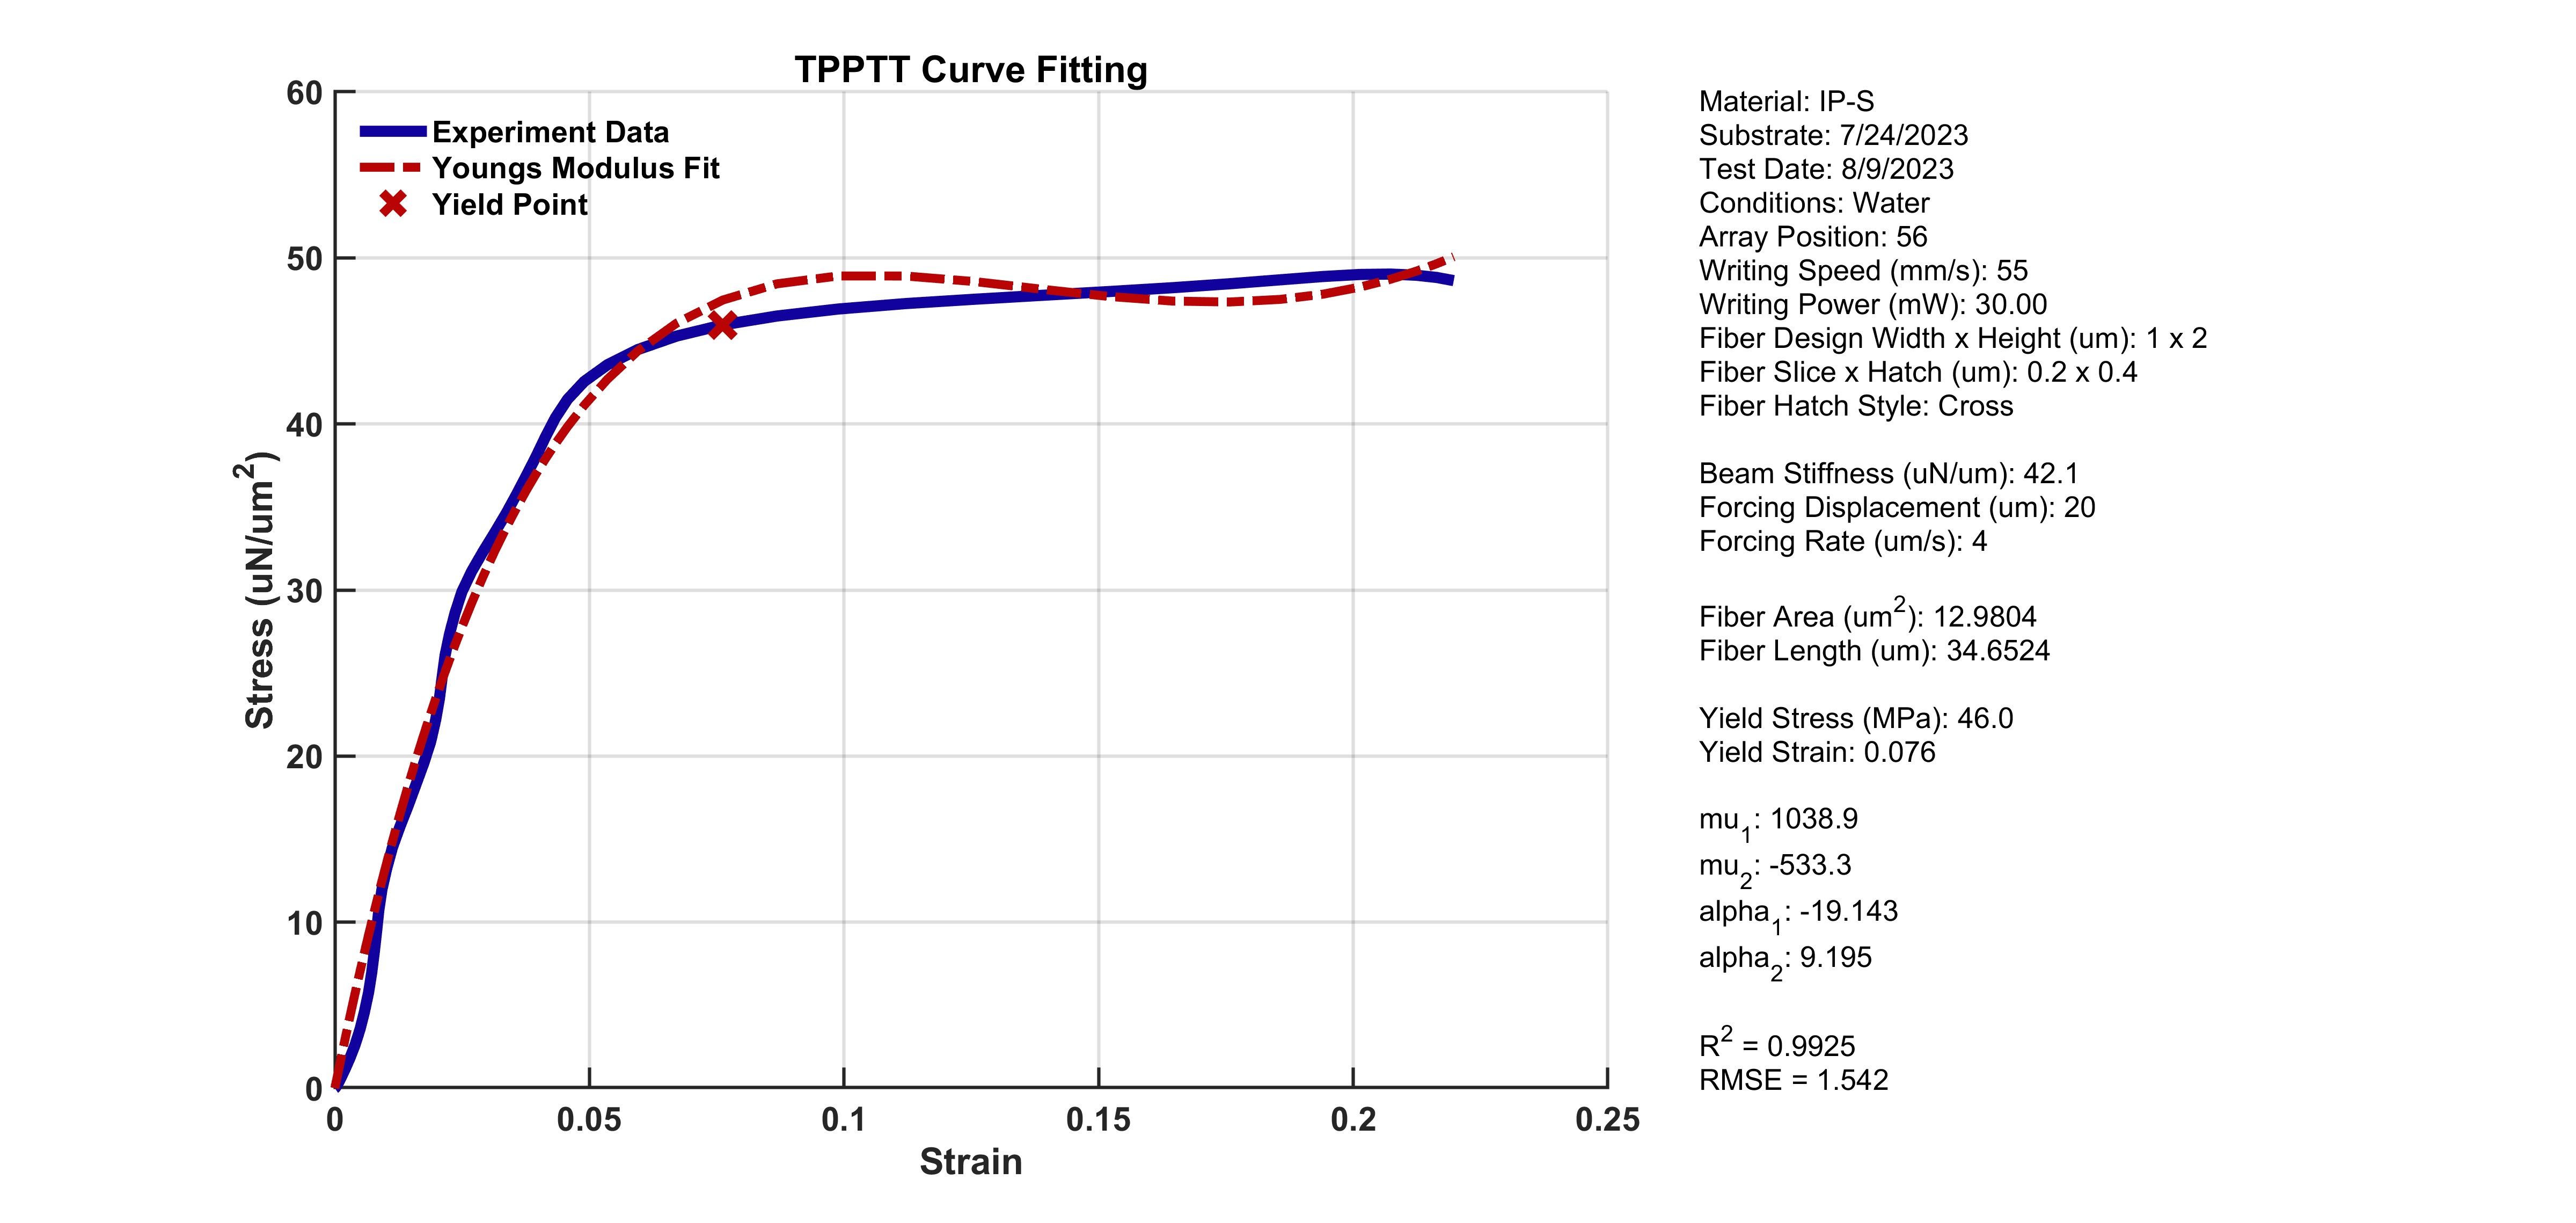 TPPTT Curve Fitting
60
50
40
30
20
10
0
Stress (uN/um²)
Experiment Data
Youngs Modulus Fit
Yield Point
0 0.05 0.1 0.15 0.2 0.25
Strain
Material: IP-S
Substrate: 7/24/2023
Test Date: 8/9/2023
Conditions: Water
Array Position: 56
Writing Speed (mm/s): 55
Writing Power (mW): 30.00
Fiber Design Width x Height (um): 1 x 2
Fiber Slice x Hatch (um): 0.2 x 0.4
Fiber Hatch Style: Cross
Beam Stiffness (uN/um): 42.1
Forcing Displacement (um): 20
Forcing Rate (um/s): 4
Fiber Area (um²): 12.9804
Fiber Length (um): 34.6524
Yield Stress (MPa): 46.0
Yield Strain: 0.076
mu₁: 1038.9
mu₂: -533.3
alpha₁: -19.143
alpha₂: 9.195
R² = 0.9925
RMSE = 1.542